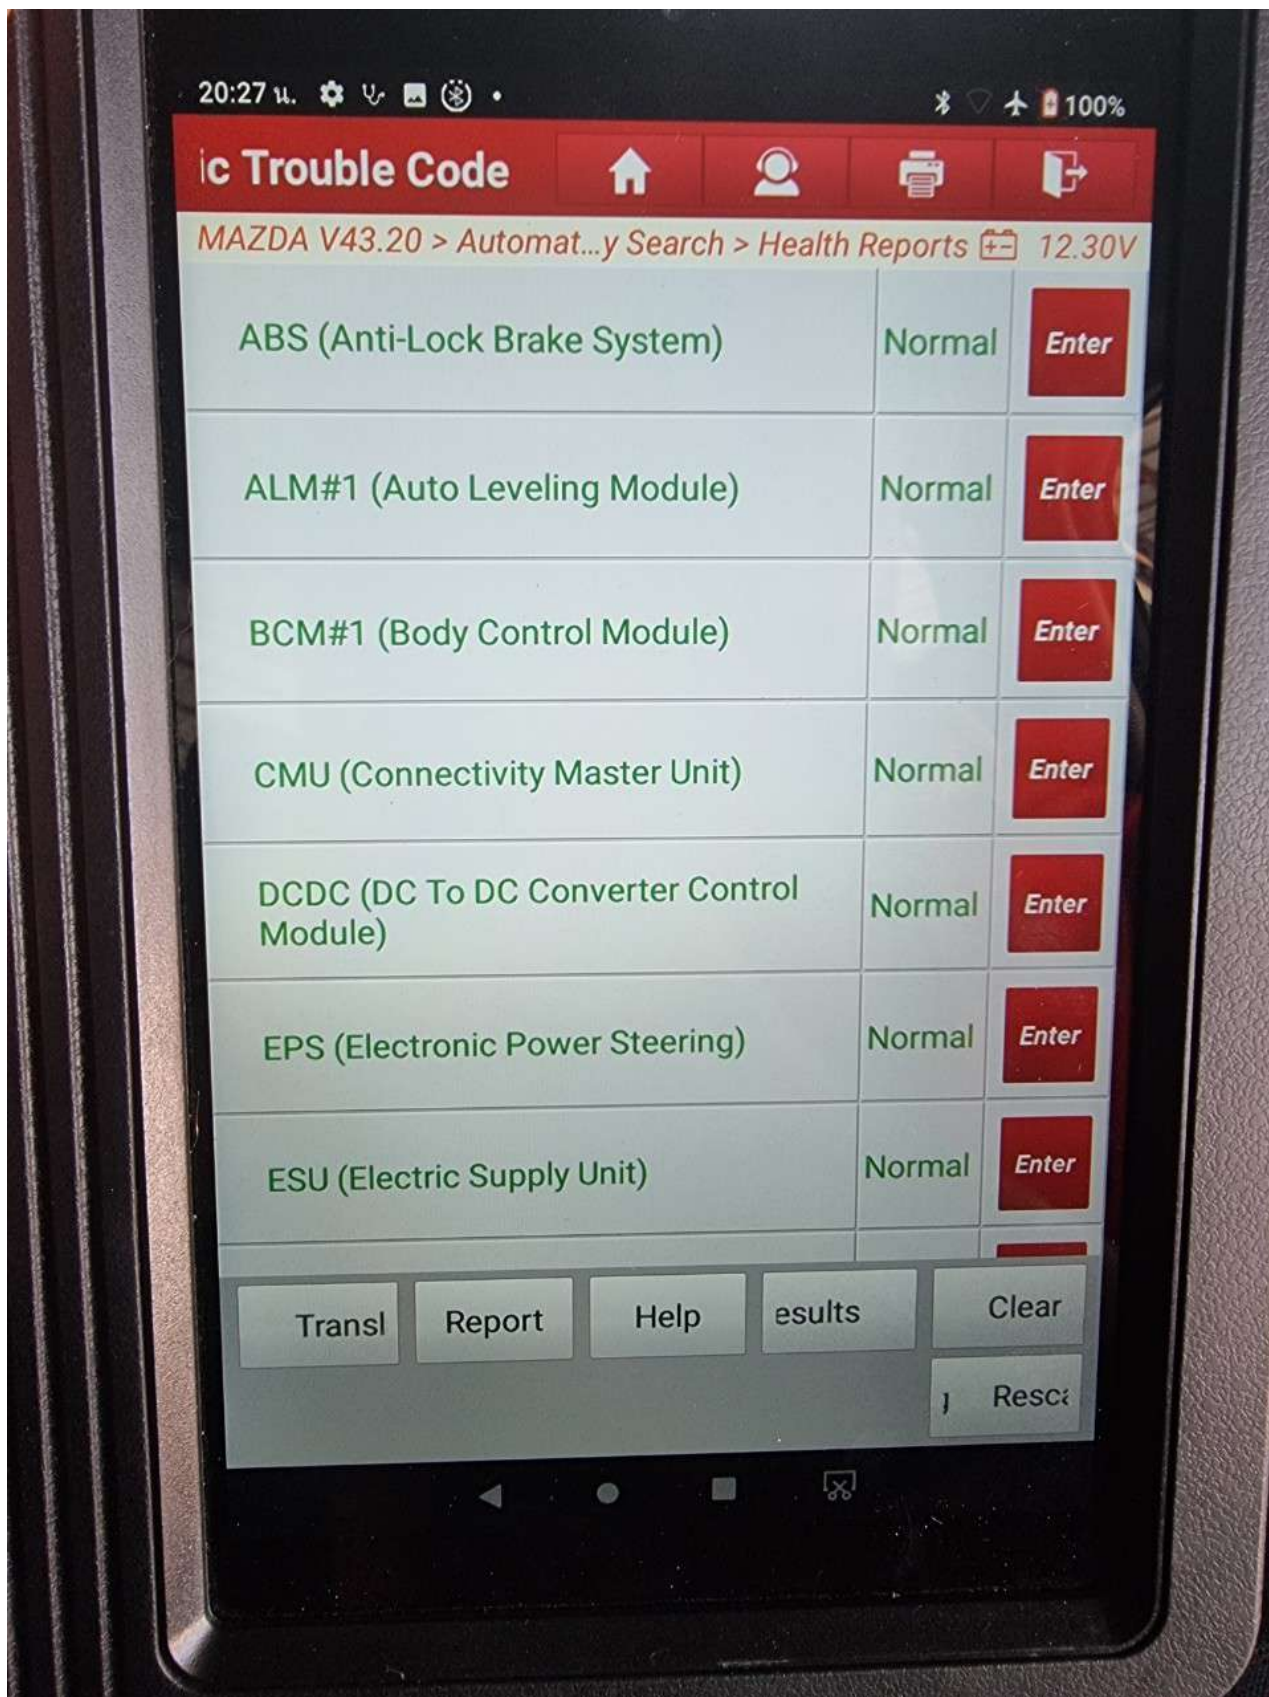 20:27 น.
100%
ic Trouble Code
MAZDA V43.20 > Automat...y Search > Health Reports 12.30V
ABS (Anti-Lock Brake System) Normal Enter
ALM#1 (Auto Leveling Module) Normal Enter
BCM#1 (Body Control Module) Normal Enter
CMU (Connectivity Master Unit) Normal Enter
DCDC (DC To DC Converter Control
Module) Normal Enter
EPS (Electronic Power Steering) Normal Enter
ESU (Electric Supply Unit) Normal Enter
Transl Report Help esults Clear
Resca